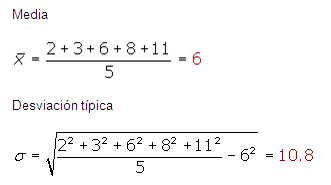 Media
x̄ = (2 + 3 + 6 + 8 + 11) / 5 = 6
Desviación típica
σ = √((2² + 3² + 6² + 8² + 11²) / 5 − 6²) = 10.8